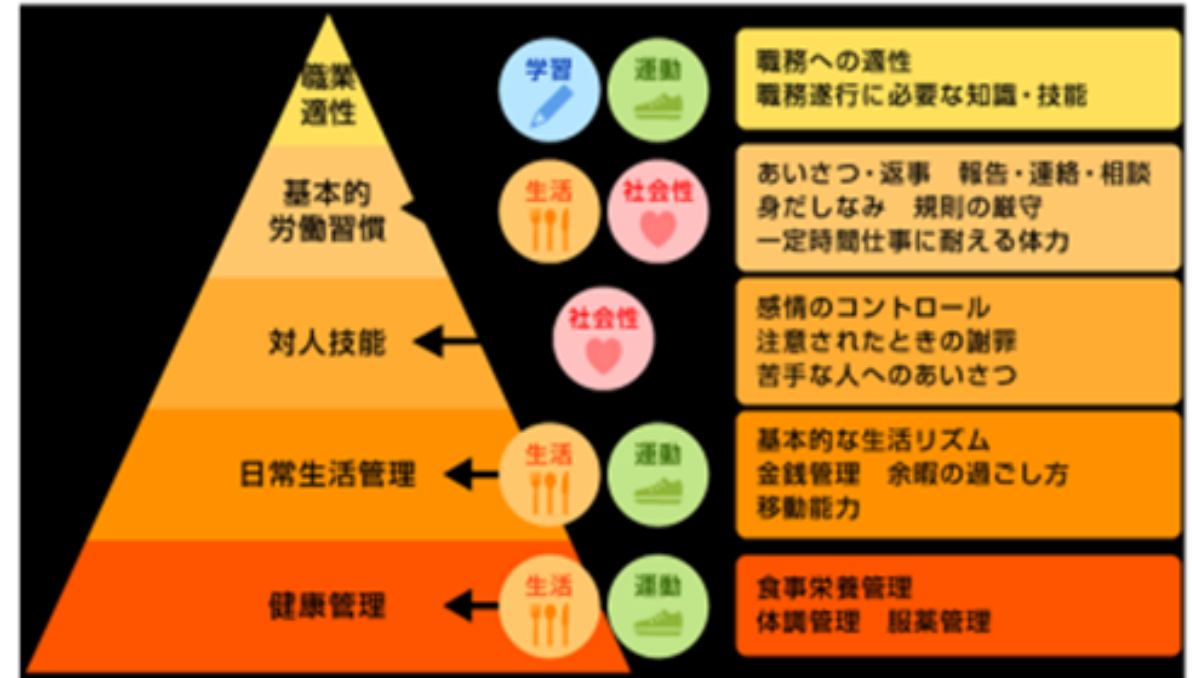 職業
適性
学習
運動
職務への適性
職務遂行に必要な知識・技能
基本的
労働習慣
生活
社会性
あいさつ・返事　報告・連絡・相談
身だしなみ　規則の厳守
一定時間仕事に耐える体力
対人技能
社会性
感情のコントロール
注意されたときの謝罪
苦手な人へのあいさつ
日常生活管理
生活
運動
基本的な生活リズム
金銭管理　余暇の過ごし方
移動能力
健康管理
生活
運動
食事栄養管理
体調管理　服薬管理